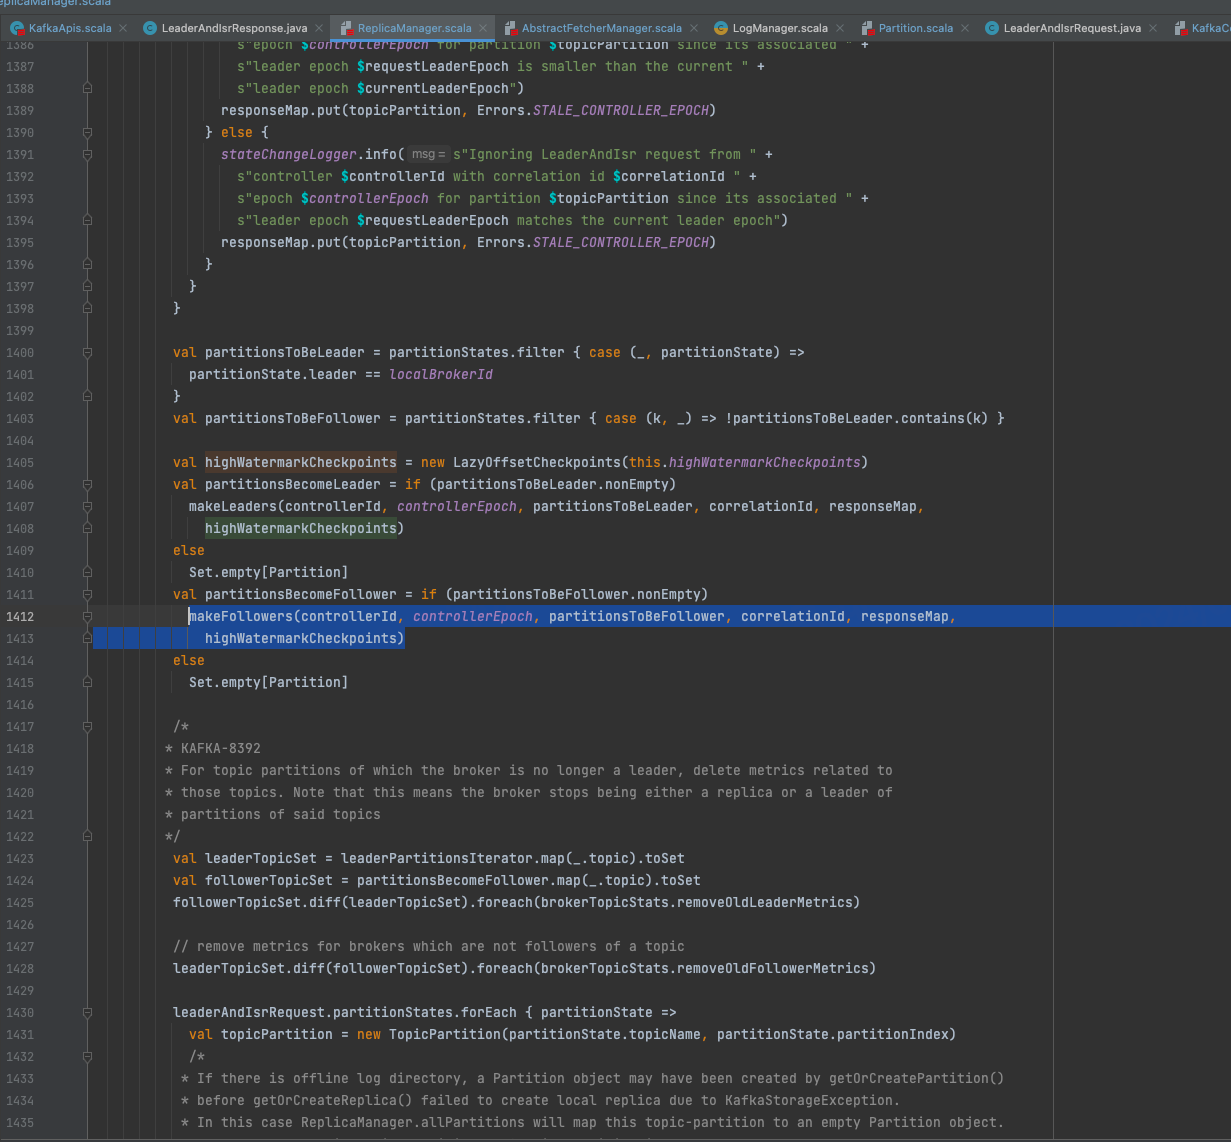 eplicaManager.scala
KafkaApis.scala × LeaderAndIsrResponse.java × ReplicaManager.scala × AbstractFetcherManager.scala × LogManager.scala × Partition.scala × LeaderAndIsrRequest.java × KafkaCo
1386 s"epoch $controllerEpoch for partition $topicPartition since its associated " +
1387 s"leader epoch $requestLeaderEpoch is smaller than the current " +
1388 s"leader epoch $currentLeaderEpoch")
1389 responseMap.put(topicPartition, Errors.STALE_CONTROLLER_EPOCH)
1390 } else {
1391 stateChangeLogger.info( msg = s"Ignoring LeaderAndIsr request from " +
1392 s"controller $controllerId with correlation id $correlationId " +
1393 s"epoch $controllerEpoch for partition $topicPartition since its associated " +
1394 s"leader epoch $requestLeaderEpoch matches the current leader epoch")
1395 responseMap.put(topicPartition, Errors.STALE_CONTROLLER_EPOCH)
1396 }
1397 }
1398 }
1399
1400 val partitionsToBeLeader = partitionStates.filter { case (_, partitionState) =>
1401 partitionState.leader == localBrokerId
1402 }
1403 val partitionsToBeFollower = partitionStates.filter { case (k, _) => !partitionsToBeLeader.contains(k) }
1404
1405 val highWatermarkCheckpoints = new LazyOffsetCheckpoints(this.highWatermarkCheckpoints)
1406 val partitionsBecomeLeader = if (partitionsToBeLeader.nonEmpty)
1407 makeLeaders(controllerId, controllerEpoch, partitionsToBeLeader, correlationId, responseMap,
1408 highWatermarkCheckpoints)
1409 else
1410 Set.empty[Partition]
1411 val partitionsBecomeFollower = if (partitionsToBeFollower.nonEmpty)
1412 makeFollowers(controllerId, controllerEpoch, partitionsToBeFollower, correlationId, responseMap,
1413 highWatermarkCheckpoints)
1414 else
1415 Set.empty[Partition]
1416
1417 /*
1418 * KAFKA-8392
1419 * For topic partitions of which the broker is no longer a leader, delete metrics related to
1420 * those topics. Note that this means the broker stops being either a replica or a leader of
1421 * partitions of said topics
1422 */
1423 val leaderTopicSet = leaderPartitionsIterator.map(_.topic).toSet
1424 val followerTopicSet = partitionsBecomeFollower.map(_.topic).toSet
1425 followerTopicSet.diff(leaderTopicSet).foreach(brokerTopicStats.removeOldLeaderMetrics)
1426
1427 // remove metrics for brokers which are not followers of a topic
1428 leaderTopicSet.diff(followerTopicSet).foreach(brokerTopicStats.removeOldFollowerMetrics)
1429
1430 leaderAndIsrRequest.partitionStates.forEach { partitionState =>
1431 val topicPartition = new TopicPartition(partitionState.topicName, partitionState.partitionIndex)
1432 /*
1433 * If there is offline log directory, a Partition object may have been created by getOrCreatePartition()
1434 * before getOrCreateReplica() failed to create local replica due to KafkaStorageException.
1435 * In this case ReplicaManager.allPartitions will map this topic-partition to an empty Partition object.